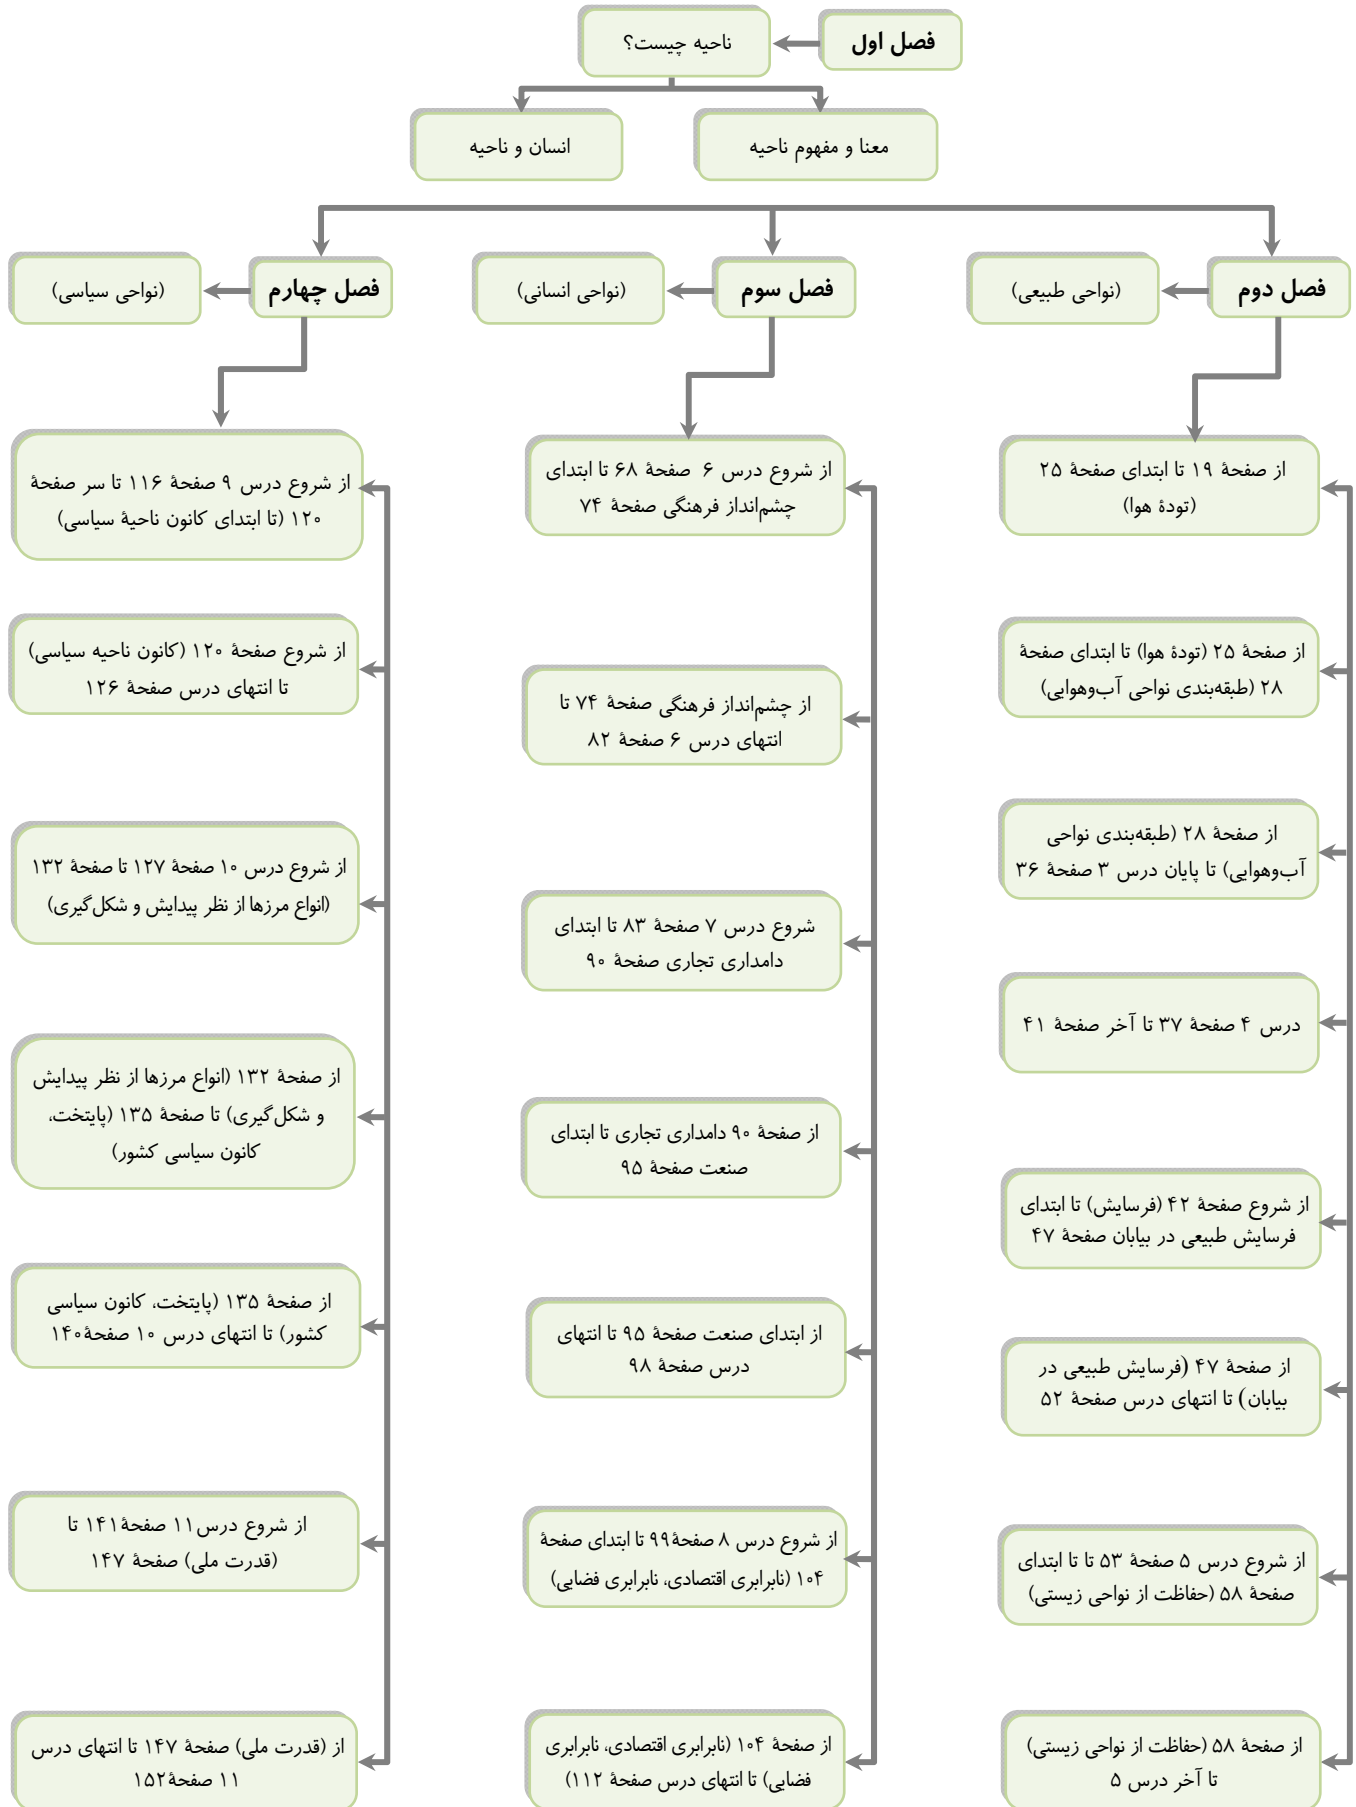 فصل اول
ناحیه چیست؟
معنا و مفهوم ناحیه
انسان و ناحیه
فصل دوم
(نواحی طبیعی)
از صفحهٔ ۱۹ تا ابتدای صفحهٔ ۲۵
(تودهٔ هوا)
از صفحهٔ ۲۵ (تودهٔ هوا) تا ابتدای صفحهٔ
۲۸ (طبقه‌بندی نواحی آب‌وهوایی)
از صفحهٔ ۲۸ (طبقه‌بندی نواحی
آب‌وهوایی) تا پایان درس ۳ صفحهٔ ۳۶
درس ۴ صفحهٔ ۳۷ تا آخر صفحهٔ ۴۱
از شروع صفحهٔ ۴۲ (فرسایش) تا ابتدای
فرسایش طبیعی در بیابان صفحهٔ ۴۷
از صفحهٔ ۴۷ (فرسایش طبیعی در
بیابان) تا انتهای درس صفحهٔ ۵۲
از شروع درس ۵ صفحهٔ ۵۳ تا تا ابتدای
صفحهٔ ۵۸ (حفاظت از نواحی زیستی)
از صفحهٔ ۵۸ (حفاظت از نواحی زیستی)
تا آخر درس ۵
فصل سوم
(نواحی انسانی)
از شروع درس ۶ صفحهٔ ۶۸ تا ابتدای
چشم‌انداز فرهنگی صفحهٔ ۷۴
از چشم‌انداز فرهنگی صفحهٔ ۷۴ تا
انتهای درس ۶ صفحهٔ ۸۲
شروع درس ۷ صفحهٔ ۸۳ تا ابتدای
دامداری تجاری صفحهٔ ۹۰
از صفحهٔ ۹۰ دامداری تجاری تا ابتدای
صنعت صفحهٔ ۹۵
از ابتدای صنعت صفحهٔ ۹۵ تا انتهای
درس صفحهٔ ۹۸
از شروع درس ۸ صفحهٔ۹۹ تا ابتدای صفحهٔ
۱۰۴ (نابرابری اقتصادی، نابرابری فضایی)
از صفحهٔ ۱۰۴ (نابرابری اقتصادی، نابرابری
فضایی) تا انتهای درس صفحهٔ ۱۱۲)
فصل چهارم
(نواحی سیاسی)
از شروع درس ۹ صفحهٔ ۱۱۶ تا سر صفحهٔ
۱۲۰ (تا ابتدای کانون ناحیهٔ سیاسی)
از شروع صفحهٔ ۱۲۰ (کانون ناحیه سیاسی)
تا انتهای درس صفحهٔ ۱۲۶
از شروع درس ۱۰ صفحهٔ ۱۲۷ تا صفحهٔ ۱۳۲
(انواع مرزها از نظر پیدایش و شکل‌گیری)
از صفحهٔ ۱۳۲ (انواع مرزها از نظر پیدایش
و شکل‌گیری) تا صفحهٔ ۱۳۵ (پایتخت،
کانون سیاسی کشور)
از صفحهٔ ۱۳۵ (پایتخت، کانون سیاسی
کشور) تا انتهای درس ۱۰ صفحهٔ۱۴۰
از شروع درس۱۱ صفحهٔ۱۴۱ تا
(قدرت ملی) صفحهٔ ۱۴۷
از (قدرت ملی) صفحهٔ ۱۴۷ تا انتهای درس
۱۱ صفحهٔ۱۵۲